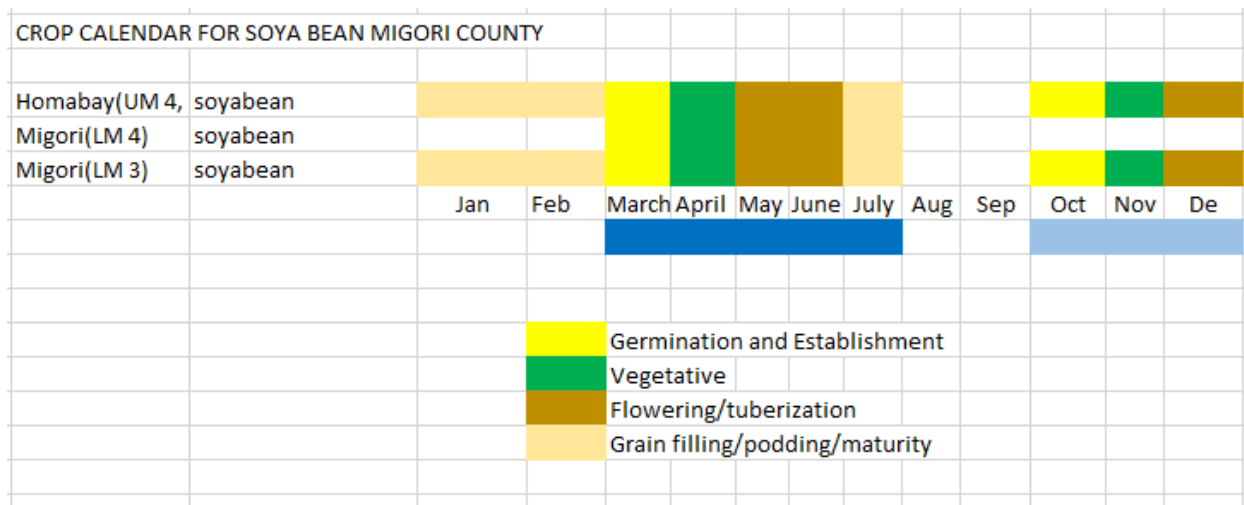 CROP CALENDAR FOR SOYA BEAN MIGORI COUNTY
Homabay(UM 4, soyabean
Migori(LM 4) soyabean
Migori(LM 3) soyabean
Jan Feb March April May June July Aug Sep Oct Nov De
Germination and Establishment
Vegetative
Flowering/tuberization
Grain filling/podding/maturity